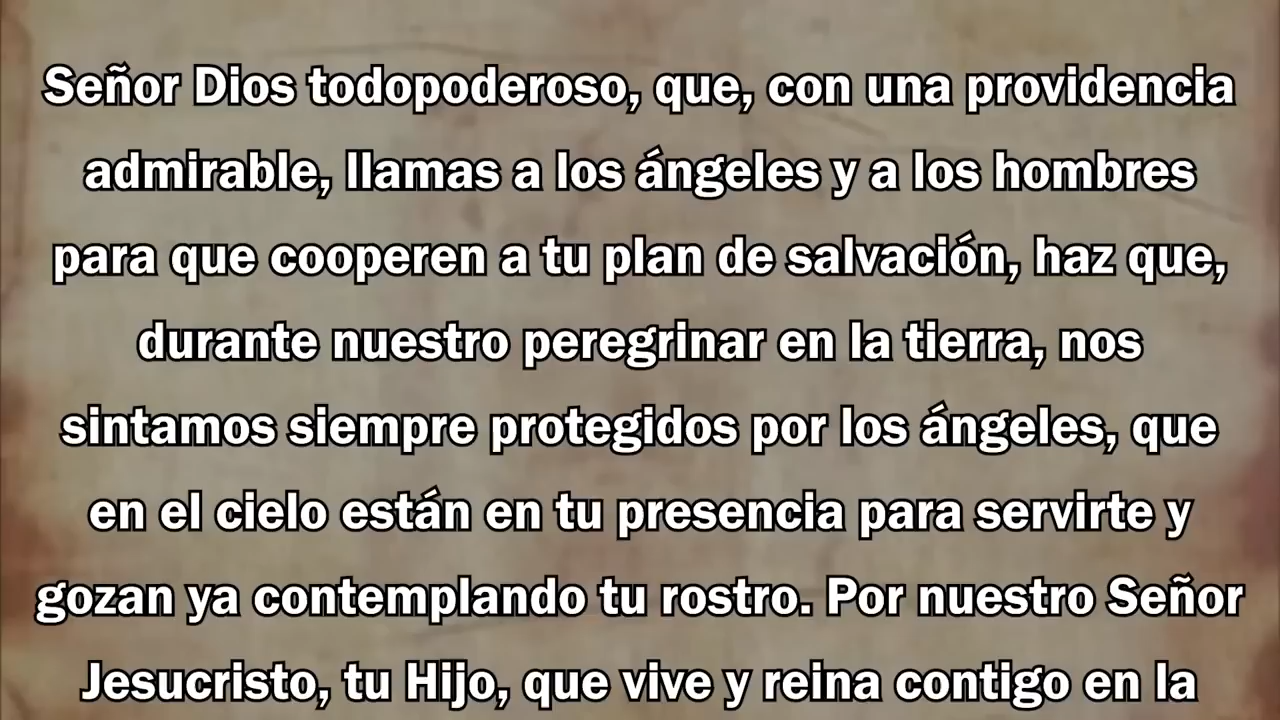 Señor Dios todopoderoso, que, con una providencia
admirable, llamas a los ángeles y a los hombres
para que cooperen a tu plan de salvación, haz que,
durante nuestro peregrinar en la tierra, nos
sintamos siempre protegidos por los ángeles, que
en el cielo están en tu presencia para servirte y
gozan ya contemplando tu rostro. Por nuestro Señor
Jesucristo, tu Hijo, que vive y reina contigo en la